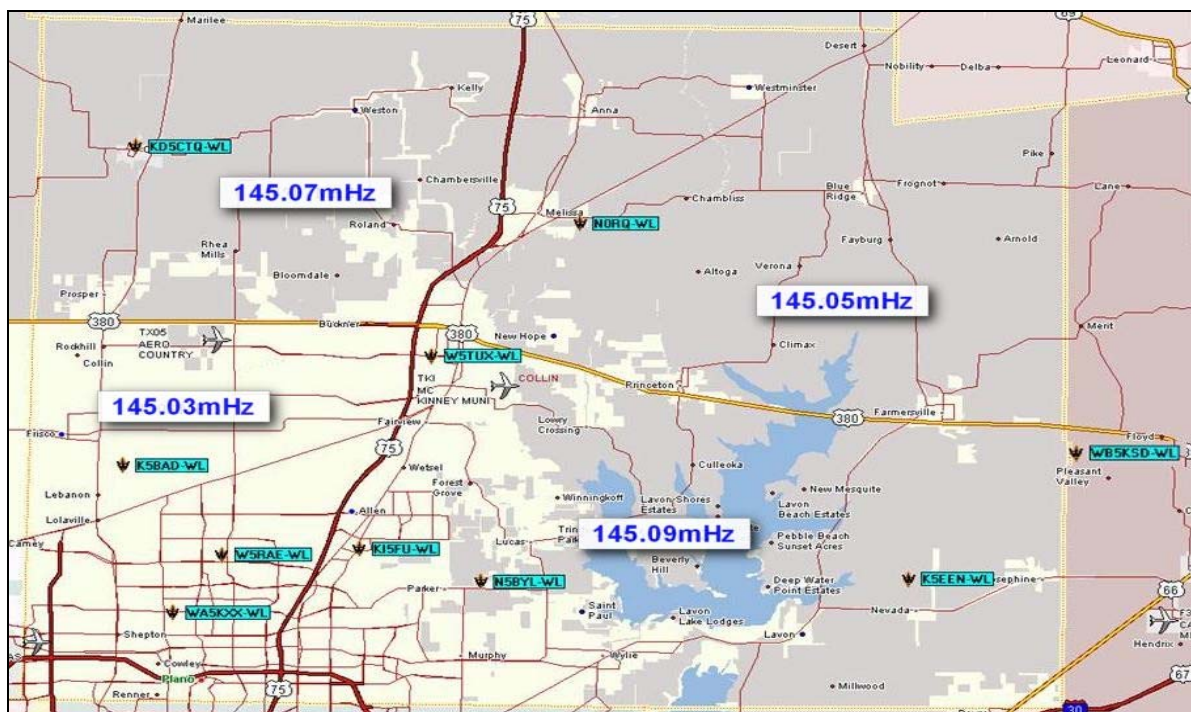 Marilee
75
69
Desert
Leonard
Nobility
Delba
Kelly
Westminster
Weston
Anna
KD5CTQ-WL
Pike
Chambersville
145.07mHz
Blue
Ridge
Frognot
Lane
75
Melissa
Chambliss
Roland
N0RQ-WL
Rhea
Mills
Fayburg
Arnold
Bloomdale
Altoga
Verona
Prosper
145.05mHz
380
Buckner
TX05
AERO
COUNTRY
380
New Hope
Merit
Rockhill
Collin
W5TUX-WL
Climax
TKI
MC
KINNEY MUNI
COLLIN
Princeton
145.03mHz
Farmersville
380
Fairview
Lowry
Crossing
Frisco
75
Floyd
WB5KSD-WL
K5BAD-WL
Wetsel
Culleoka
Pleasant
Valley
Lebanon
Forest
Grove
Winningkoff
Lavon Shores
Estates
New Mesquite
Lavon
Beach Estates
Lolaville
Allen
145.09mHz
Camey
W5RAE-WL
KI5FU-WL
Lucas
Pebble Beach
Sunset Acres
Beverly
Hill
N5BYL-WL
Parker
Deep Water
Point Estates
K5EEN-WL
osephine
66
WA5KXX-WL
Saint
Paul
Lavon
Lake Lodges
Nevada
Shepton
Lavon
Hendrix
Cowley
Murphy
Wylie
Plano
67
Renner
75
Millwood
30